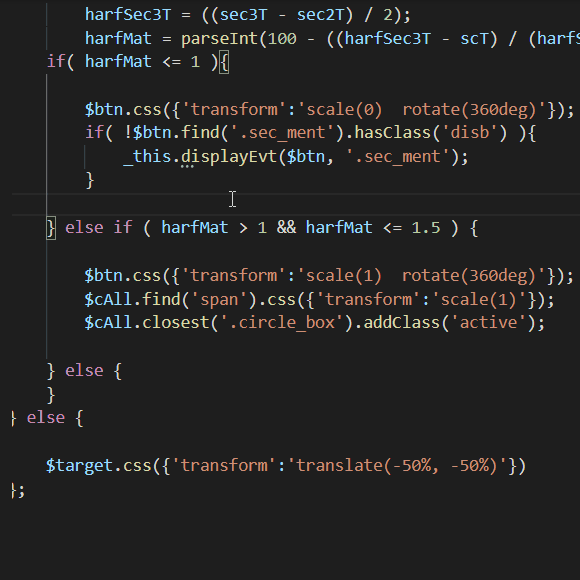 harfSec3T = ((sec3T - sec2T) / 2);
harfMat = parseInt(100 - ((harfSec3T - scT) / (harfS
if( harfMat <= 1 ){
$btn.css({'transform':'scale(0)  rotate(360deg)'});
if( !$btn.find('.sec_ment').hasClass('disb') ){
_this.displayEvt($btn, '.sec_ment');
}
} else if ( harfMat > 1 && harfMat <= 1.5 ) {
$btn.css({'transform':'scale(1)  rotate(360deg)'});
$cAll.find('span').css({'transform':'scale(1)'});
$cAll.closest('.circle_box').addClass('active');
} else {
}
} else {
$target.css({'transform':'translate(-50%, -50%)'})
};